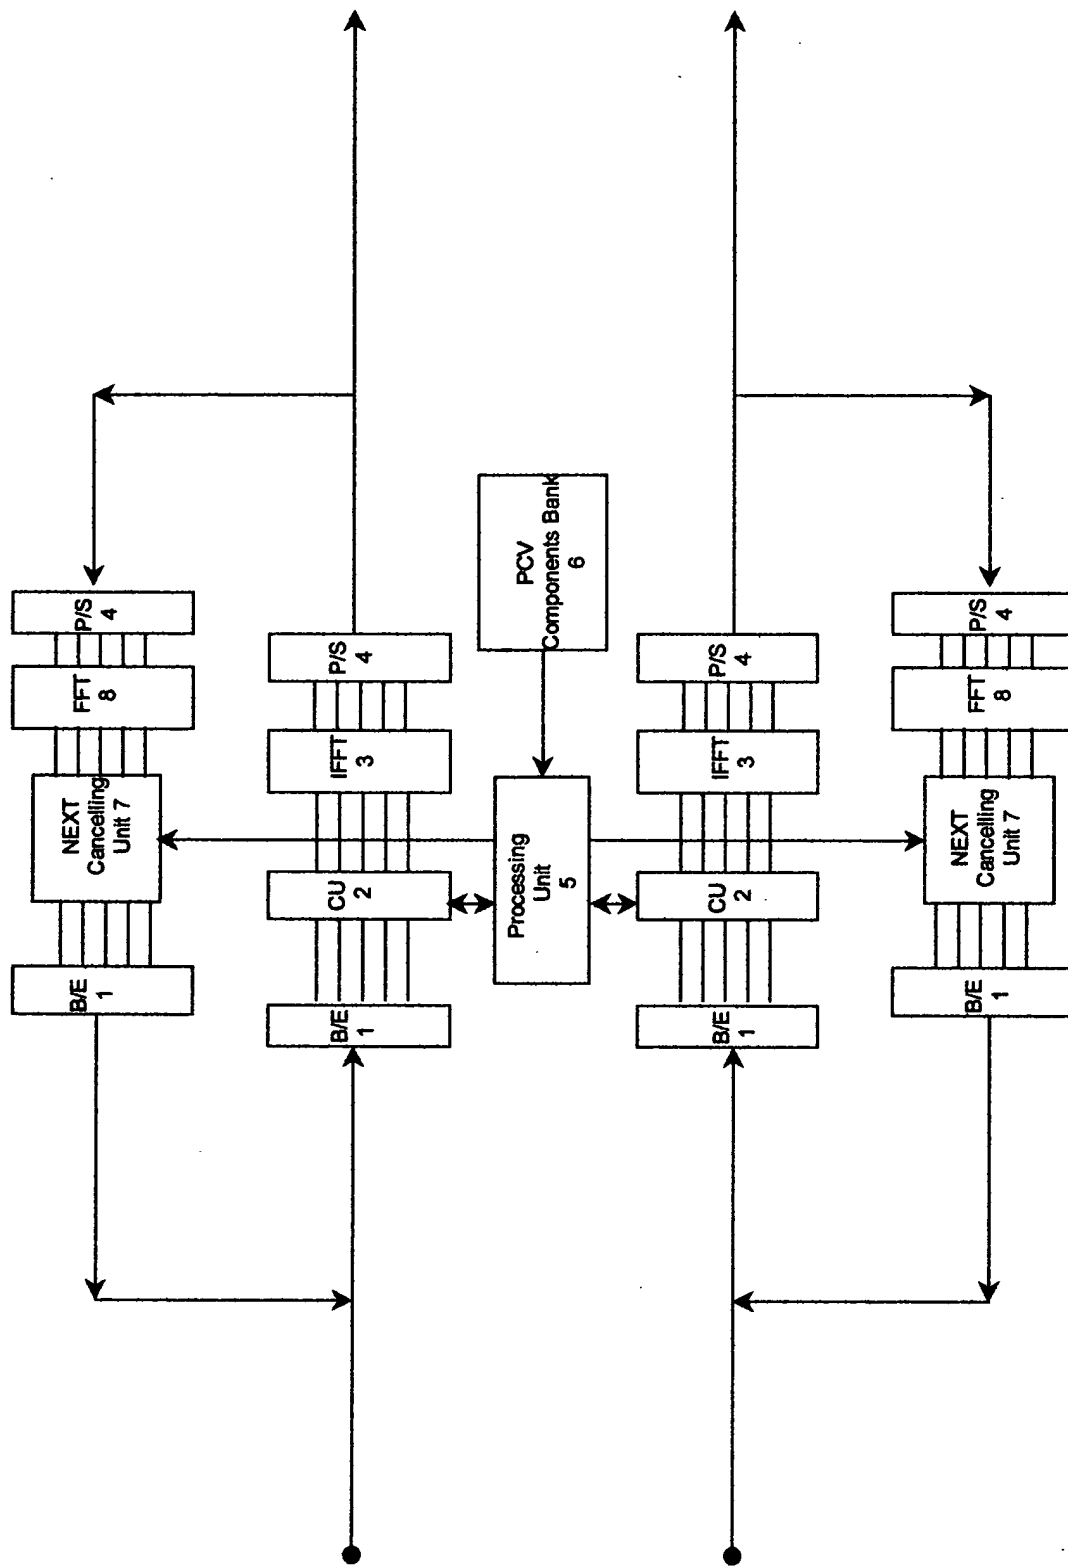 B/E
1
NEXT
Cancelling
Unit 7
FFT
8
P/S
4
B/E
1
CU
2
IFFT
3
P/S
4
Processing
Unit
5
PCV
Components Bank
6
B/E
1
CU
2
IFFT
3
P/S
4
B/E
1
NEXT
Cancelling
Unit 7
FFT
8
P/S
4